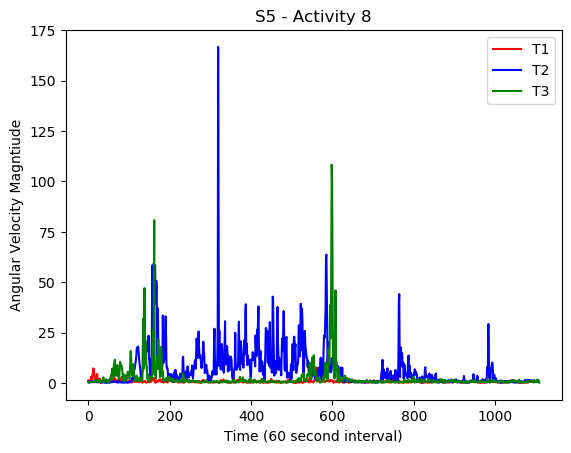 S5 - Activity 8
Angular Velocity Magntiude
175
150
125
100
75
50
25
0
T1
T2
T3
0 200 400 600 800 1000
Time (60 second interval)